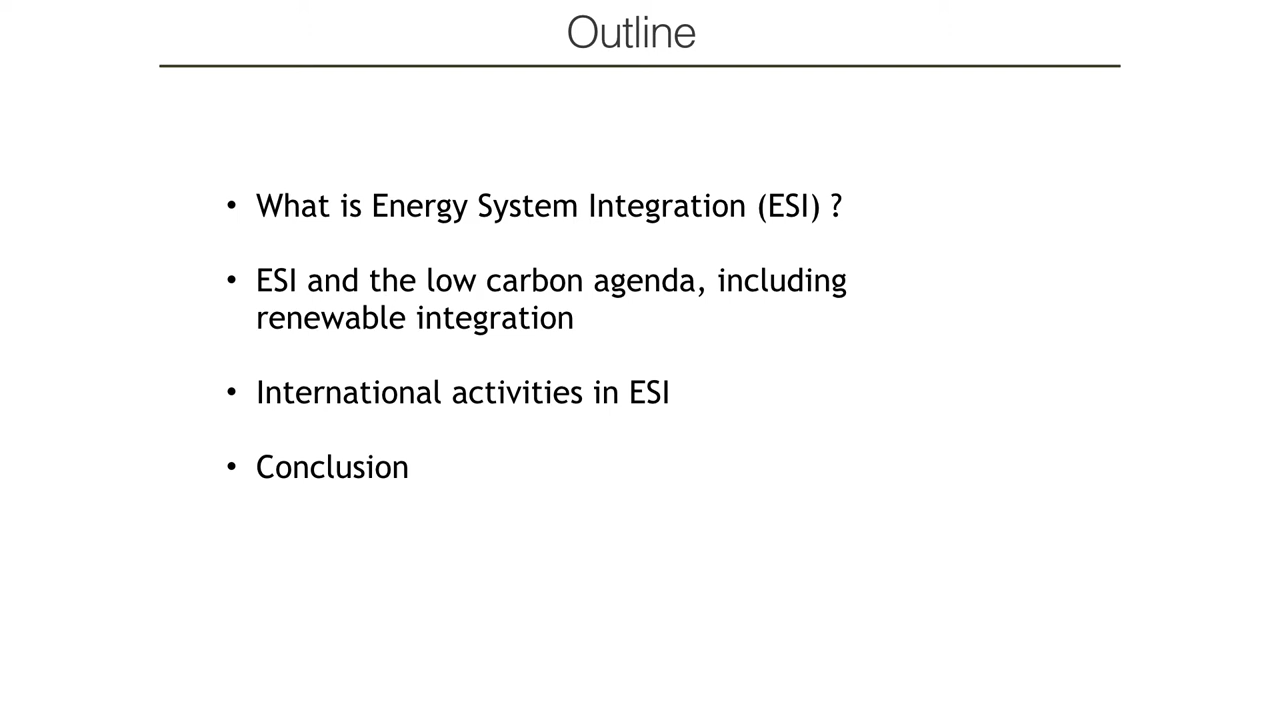 Outline
• What is Energy System Integration (ESI) ?
• ESI and the low carbon agenda, including
renewable integration
• International activities in ESI
• Conclusion